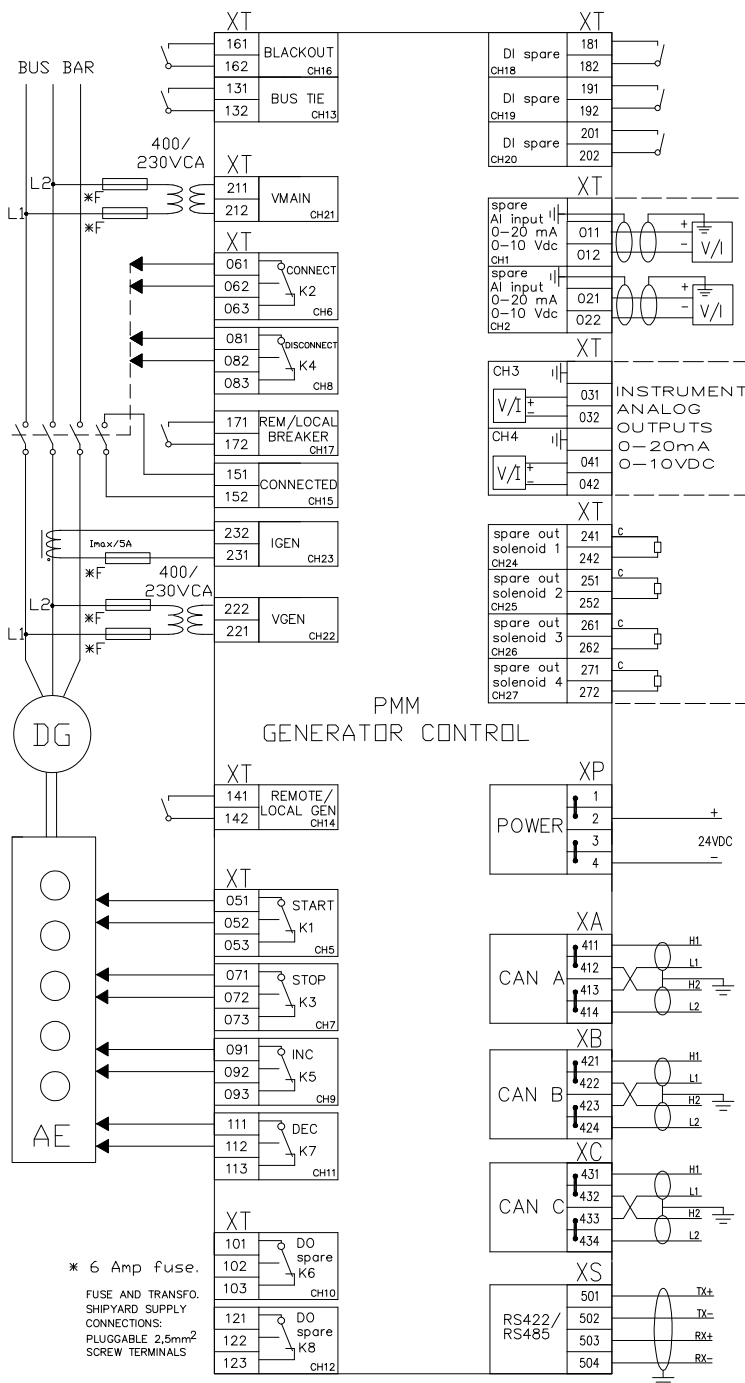 XT
161
162
BLACKOUT
CH16
131
132
BUS TIE
CH13
BUS BAR
400/
230VCA
L2
*F
L1
*F
XT
211
212
VMAIN
CH21
XT
061
062
063
CONNECT
K2
CH6
081
082
083
DISCONNECT
K4
CH8
171
172
REM/LOCAL
BREAKER
CH17
151
152
CONNECTED
CH15
232
231
IGEN
CH23
Imax/5A
*F
400/
230VCA
L2
*F
L1
*F
222
221
VGEN
CH22
DG
PMM
GENERATOR CONTROL
XT
141
142
REMOTE/
LOCAL GEN
CH14
XT
051
052
053
START
K1
CH5
071
072
073
STOP
K3
CH7
091
092
093
INC
K5
CH9
111
112
113
DEC
K7
CH11
AE
XT
101
102
103
DO
spare
K6
CH10
121
122
123
DO
spare
K8
CH12
* 6 Amp fuse.
FUSE AND TRANSFO.
SHIPYARD SUPPLY
CONNECTIONS:
PLUGGABLE 2,5mm²
SCREW TERMINALS
XT
DI spare
CH18
181
182
DI spare
CH19
191
192
DI spare
CH20
201
202
XT
spare
AI input
0-20 mA
0-10 Vdc
CH1
011
012
+
-
V/I
spare
AI input
0-20 mA
0-10 Vdc
CH2
021
022
+
-
V/I
XT
CH3
V/I
+
-
031
032
CH4
V/I
+
-
041
042
INSTRUMENT
ANALOG
OUTPUTS
0-20mA
0-10VDC
XT
spare out
solenoid 1
CH24
241
242
C
spare out
solenoid 2
CH25
251
252
C
spare out
solenoid 3
CH26
261
262
C
spare out
solenoid 4
CH27
271
272
C
XP
POWER
1
2
3
4
+
24VDC
-
XA
CAN A
411
412
413
414
H1
L1
H2
L2
XB
CAN B
421
422
423
424
H1
L1
H2
L2
XC
CAN C
431
432
433
434
H1
L1
H2
L2
XS
RS422/
RS485
501
502
503
504
TX+
TX-
RX+
RX-